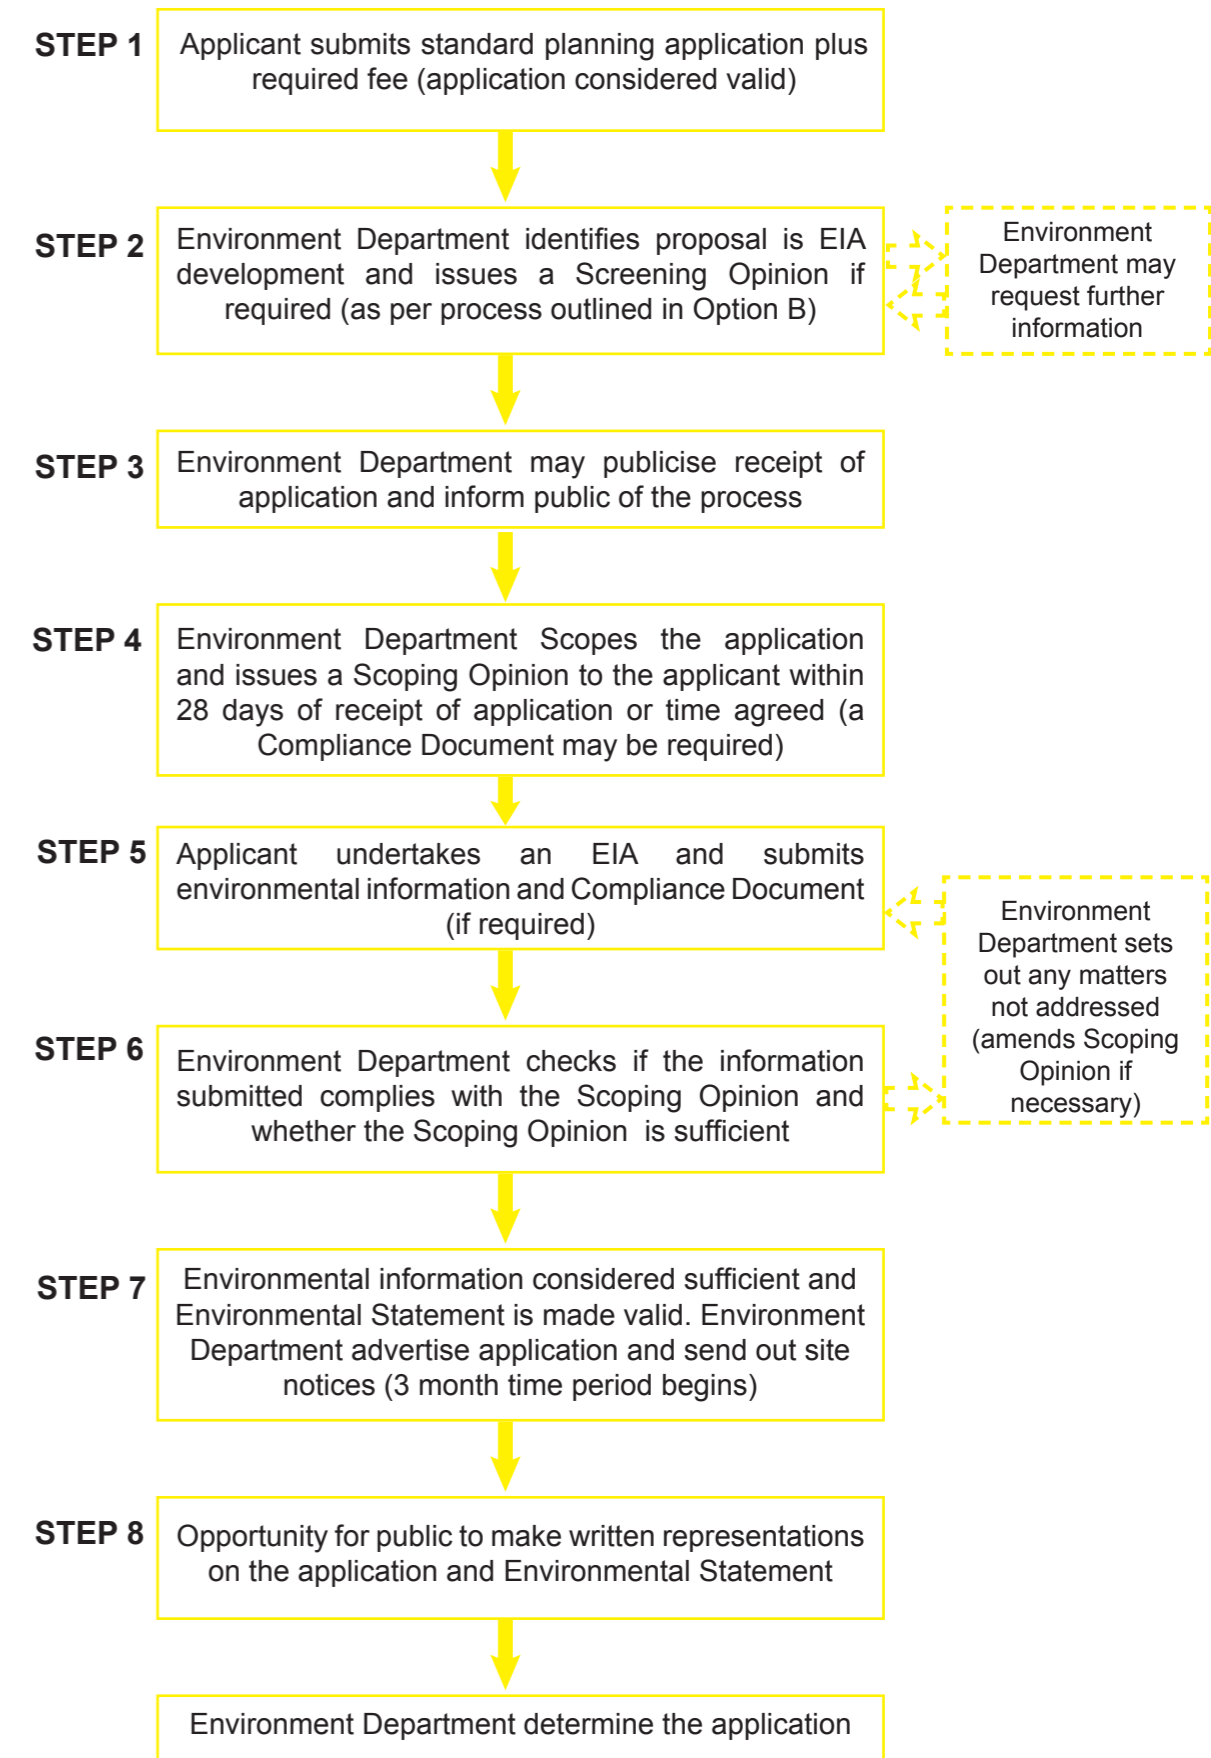 STEP 1
Applicant submits standard planning application plus
required fee (application considered valid)
STEP 2
Environment Department identifies proposal is EIA
development and issues a Screening Opinion if
required (as per process outlined in Option B)
Environment
Department may
request further
information
STEP 3
Environment Department may publicise receipt of
application and inform public of the process
STEP 4
Environment Department Scopes the application
and issues a Scoping Opinion to the applicant within
28 days of receipt of application or time agreed (a
Compliance Document may be required)
STEP 5
Applicant undertakes an EIA and submits
environmental information and Compliance Document
(if required)
Environment
Department sets
out any matters
not addressed
(amends Scoping
Opinion if
necessary)
STEP 6
Environment Department checks if the information
submitted complies with the Scoping Opinion and
whether the Scoping Opinion is sufficient
STEP 7
Environmental information considered sufficient and
Environmental Statement is made valid. Environment
Department advertise application and send out site
notices (3 month time period begins)
STEP 8
Opportunity for public to make written representations
on the application and Environmental Statement
Environment Department determine the application